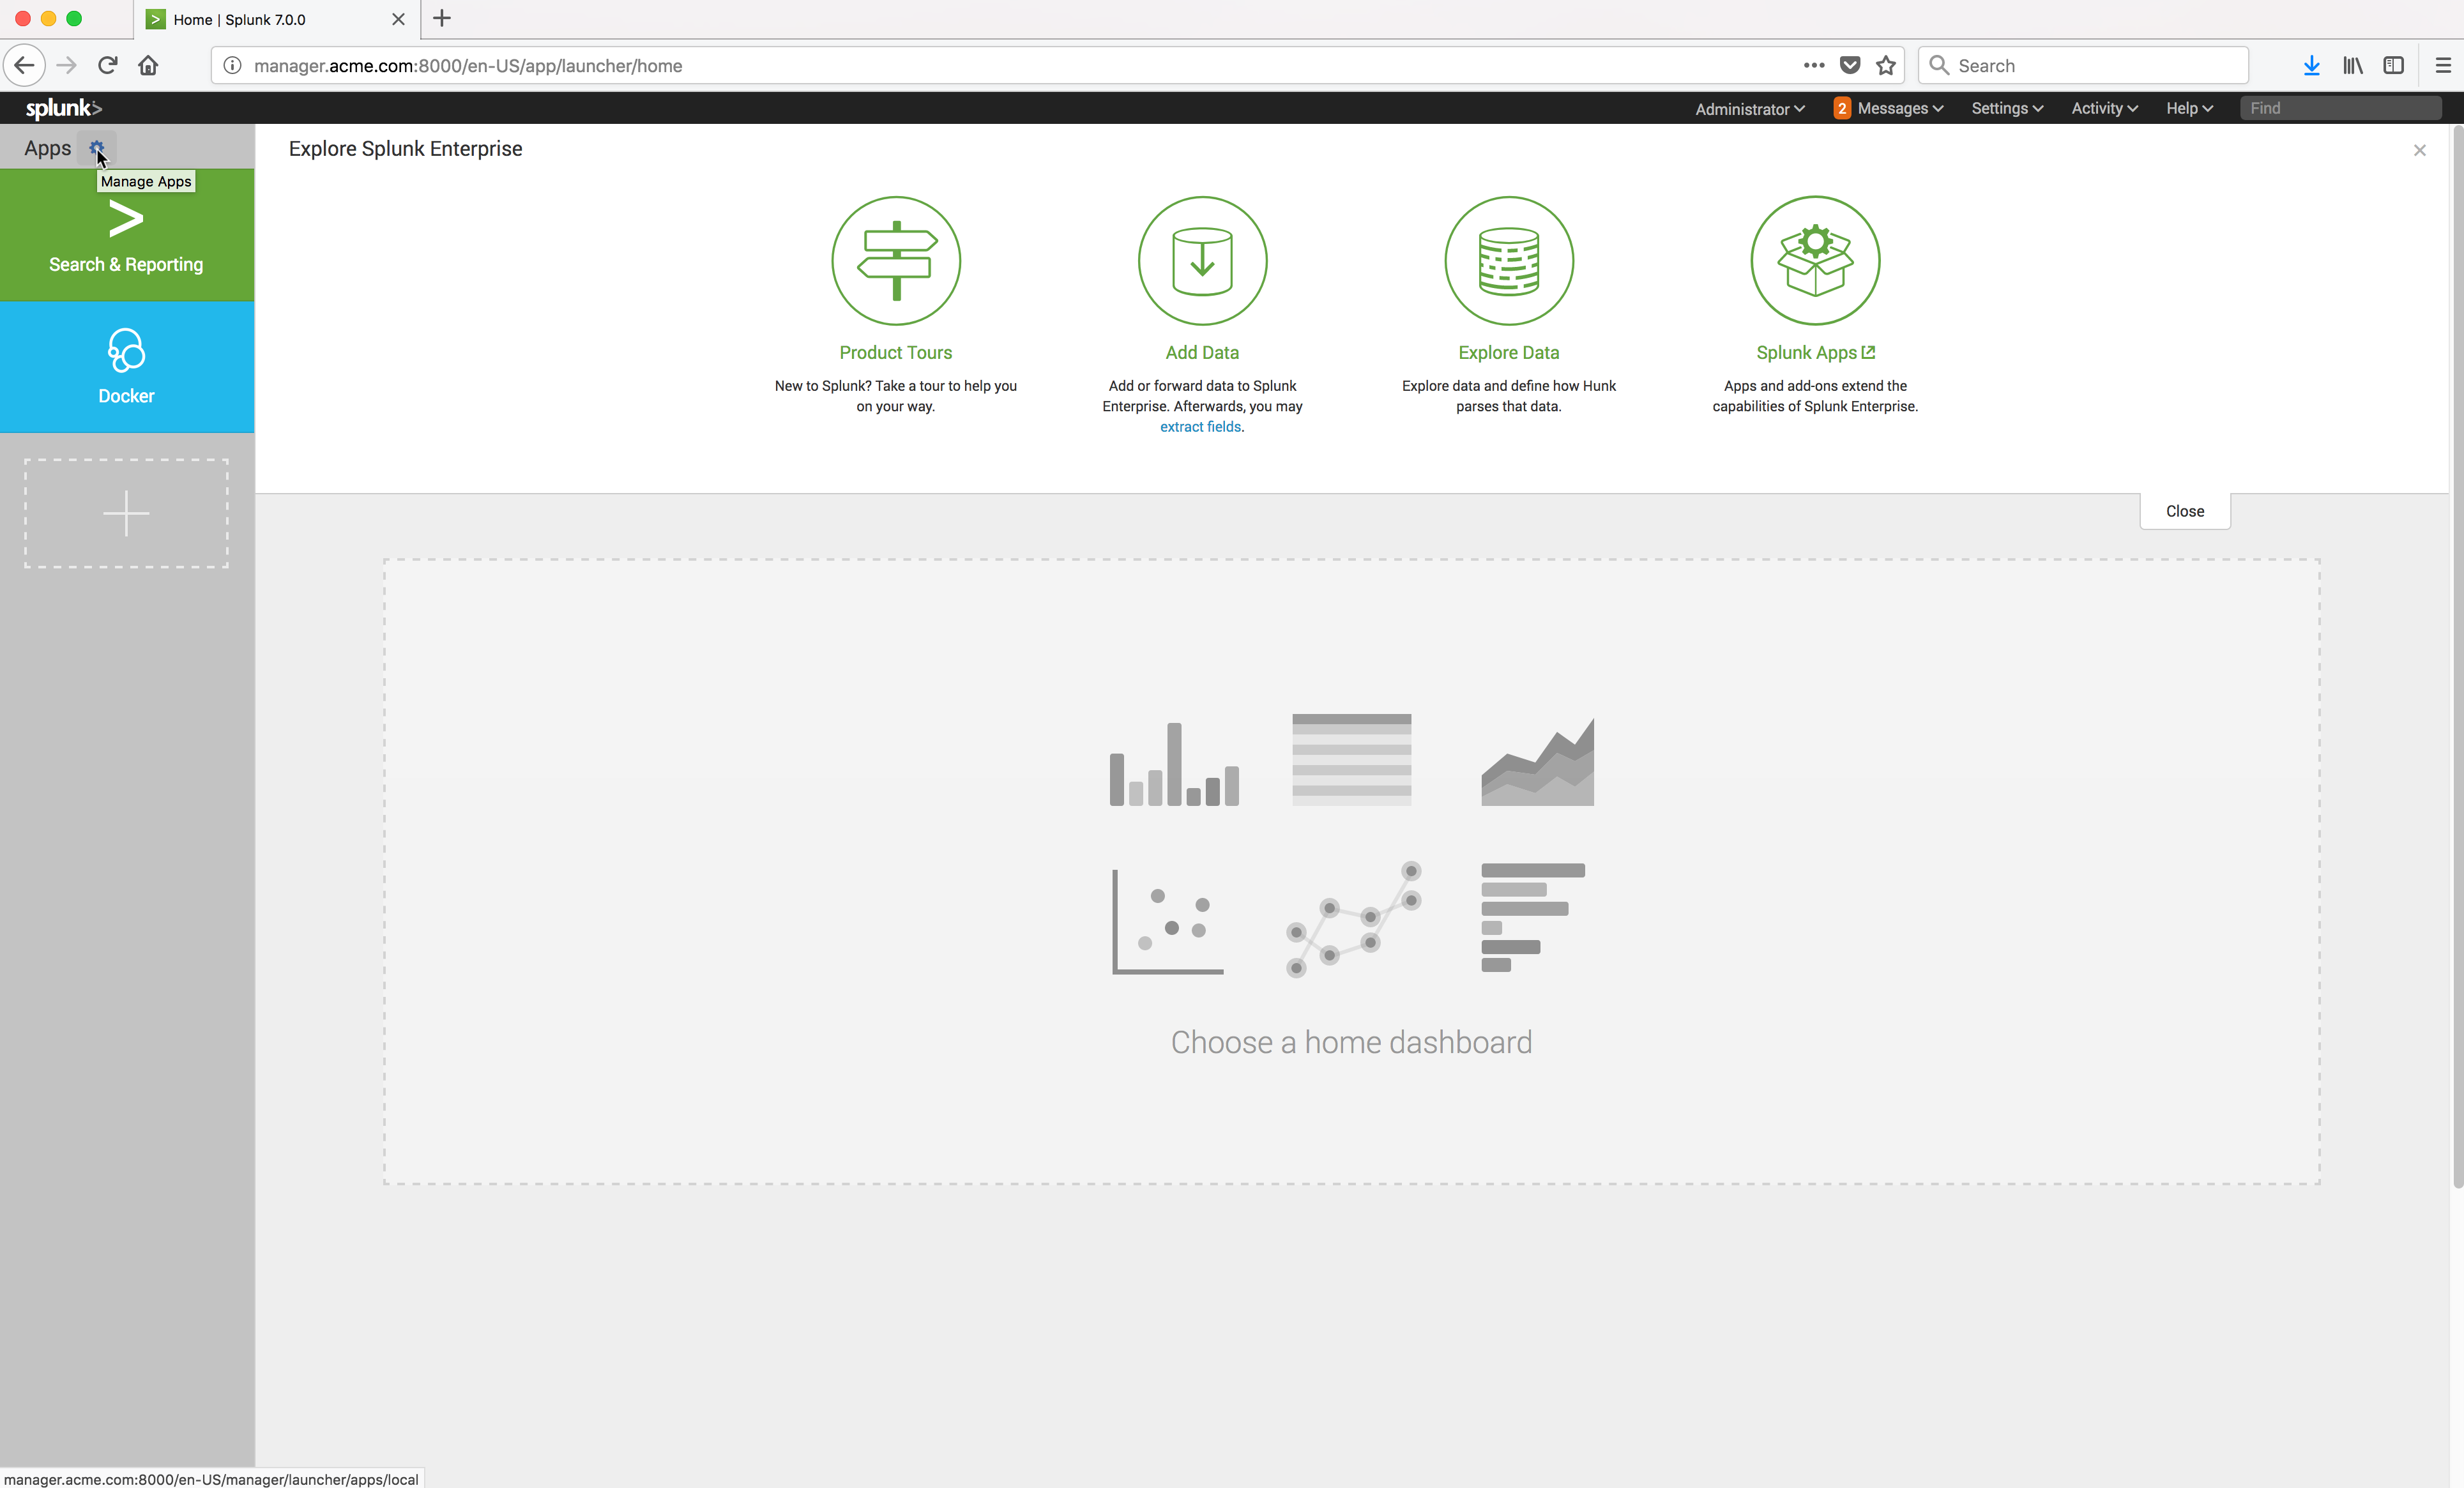 Home | Splunk 7.0.0
manager.acme.com:8000/en-US/app/launcher/home
Search
splunk>
Administrator
2 Messages
Settings
Activity
Help
Find
Apps
Explore Splunk Enterprise
Manage Apps
Search & Reporting
Docker
Product Tours
New to Splunk? Take a tour to help you
on your way.
Add Data
Add or forward data to Splunk
Enterprise. Afterwards, you may
extract fields.
Explore Data
Explore data and define how Hunk
parses that data.
Splunk Apps
Apps and add-ons extend the
capabilities of Splunk Enterprise.
Close
Choose a home dashboard
manager.acme.com:8000/en-US/manager/launcher/apps/local